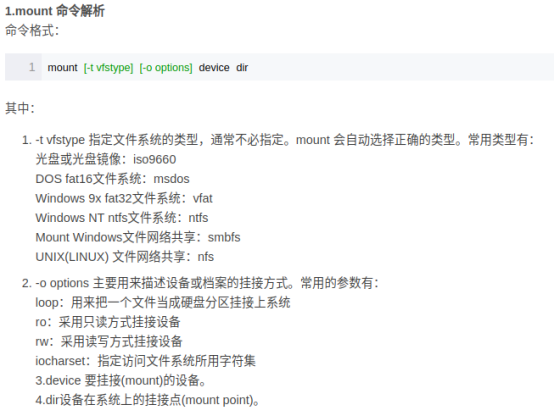 1.mount 命令解析
命令格式：
1 mount [-t vfstype] [-o options] device dir
其中：
1. -t vfstype 指定文件系统的类型，通常不必指定。mount 会自动选择正确的类型。常用类型有：
光盘或光盘镜像：iso9660
DOS fat16文件系统：msdos
Windows 9x fat32文件系统：vfat
Windows NT ntfs文件系统：ntfs
Mount Windows文件网络共享：smbfs
UNIX(LINUX) 文件网络共享：nfs
2. -o options 主要用来描述设备或档案的挂接方式。常用的参数有：
loop：用来把一个文件当成硬盘分区挂接上系统
ro：采用只读方式挂接设备
rw：采用读写方式挂接设备
iocharset：指定访问文件系统所用字符集
3.device 要挂接(mount)的设备。
4.dir设备在系统上的挂接点(mount point)。